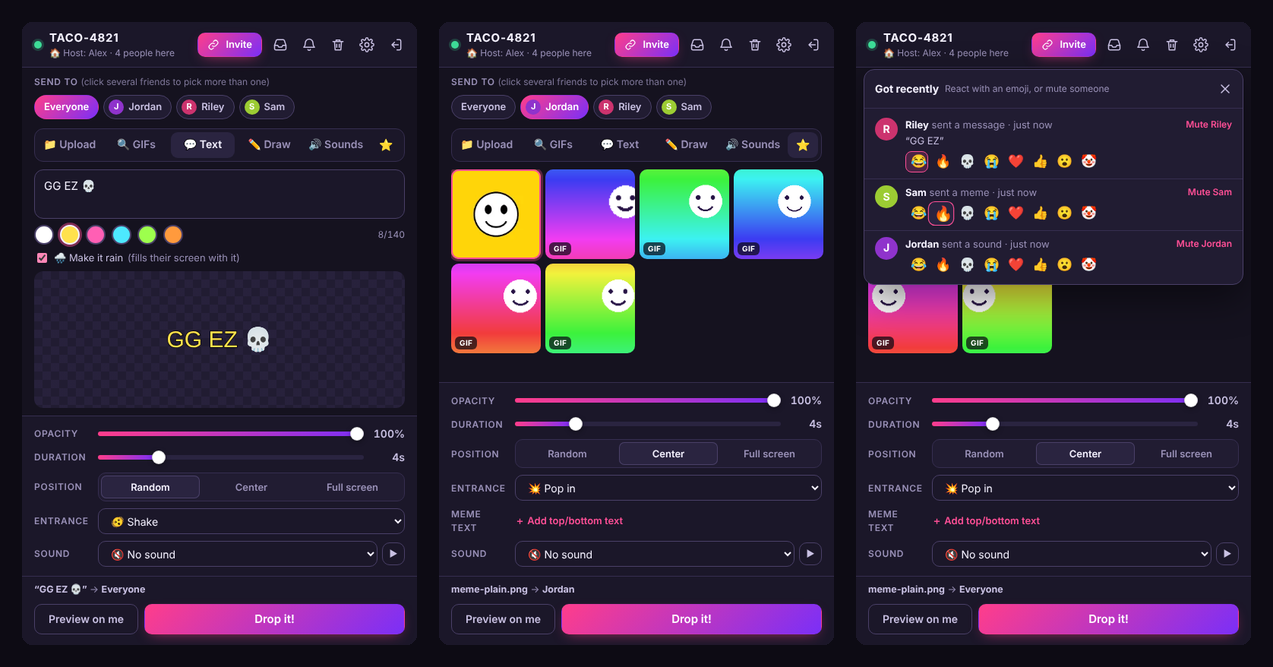 TACO-4821
🏠 Host: Alex · 4 people here
Invite
SEND TO (click several friends to pick more than one)
Everyone
J Jordan
R Riley
S Sam
📁 Upload
🔍 GIFs
💬 Text
✏️ Draw
🔊 Sounds
⭐
GG EZ 💀
8/140
🌧️ Make it rain (fills their screen with it)
GG EZ 💀
OPACITY 100%
DURATION 4s
POSITION Random Center Full screen
ENTRANCE 🫨 Shake
SOUND 🔇 No sound
“GG EZ 💀” → Everyone
Preview on me
Drop it!
TACO-4821
🏠 Host: Alex · 4 people here
Invite
SEND TO (click several friends to pick more than one)
Everyone
J Jordan
R Riley
S Sam
📁 Upload
🔍 GIFs
💬 Text
✏️ Draw
🔊 Sounds
⭐
GIF
GIF
GIF
GIF
GIF
OPACITY 100%
DURATION 4s
POSITION Random Center Full screen
ENTRANCE 💥 Pop in
MEME
TEXT
+ Add top/bottom text
SOUND 🔇 No sound
meme-plain.png → Jordan
Preview on me
Drop it!
TACO-4821
🏠 Host: Alex · 4 people here
Invite
Got recently React with an emoji, or mute someone
R
Riley sent a message · just now
Mute Riley
“GG EZ”
😂 🔥 💀 😭 ❤️ 👍 😮 🤡
S
Sam sent a meme · just now
Mute Sam
😂 🔥 💀 😭 ❤️ 👍 😮 🤡
J
Jordan sent a sound · just now
Mute Jordan
😂 🔥 💀 😭 ❤️ 👍 😮 🤡
GIF
GIF
OPACITY 100%
DURATION 4s
POSITION Random Center Full screen
ENTRANCE 💥 Pop in
MEME
TEXT
+ Add top/bottom text
SOUND 🔇 No sound
meme-plain.png → Everyone
Preview on me
Drop it!